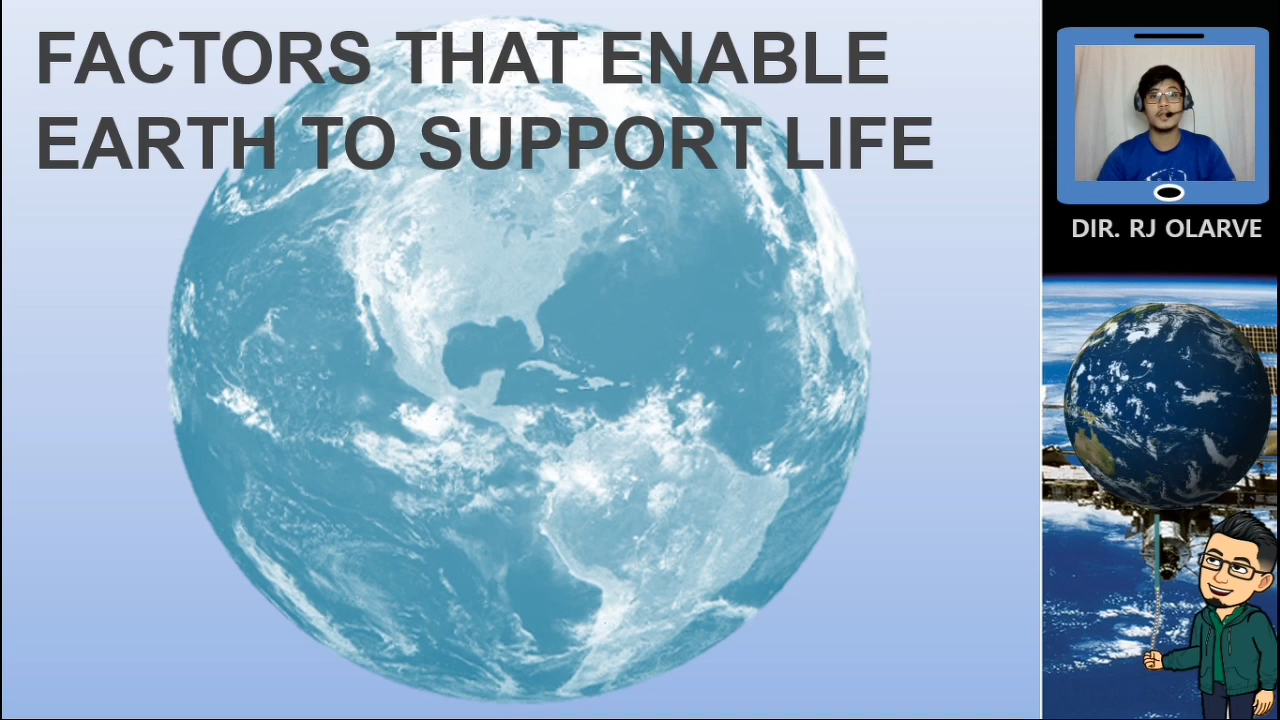 FACTORS THAT ENABLE
EARTH TO SUPPORT LIFE
DIR. RJ OLARVE